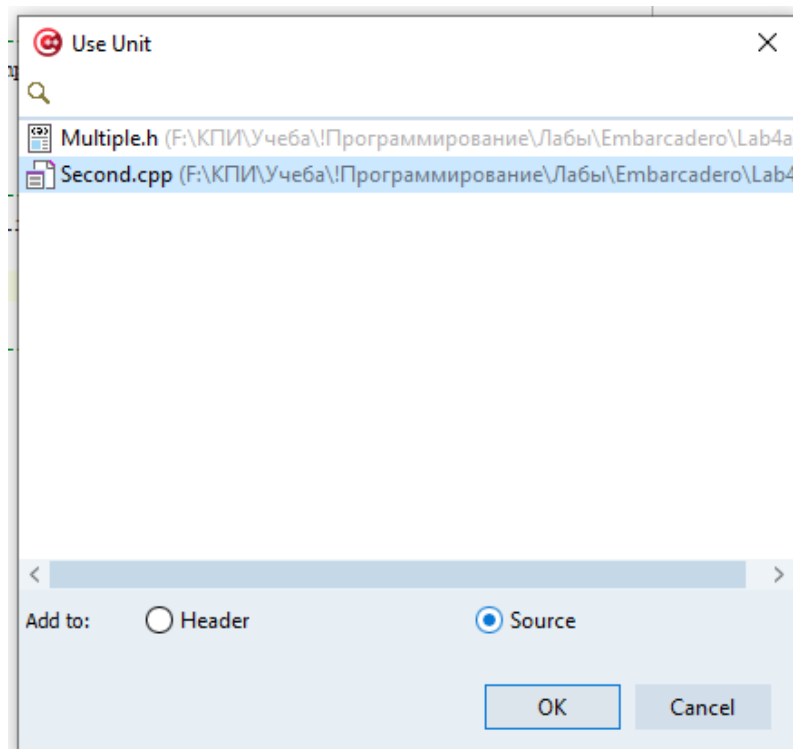 Use Unit
Multiple.h (F:\КПИ\Учеба\!Программирование\Лабы\Embarcadero\Lab4a
Second.cpp (F:\КПИ\Учеба\!Программирование\Лабы\Embarcadero\Lab4
Add to: Header Source
OK Cancel